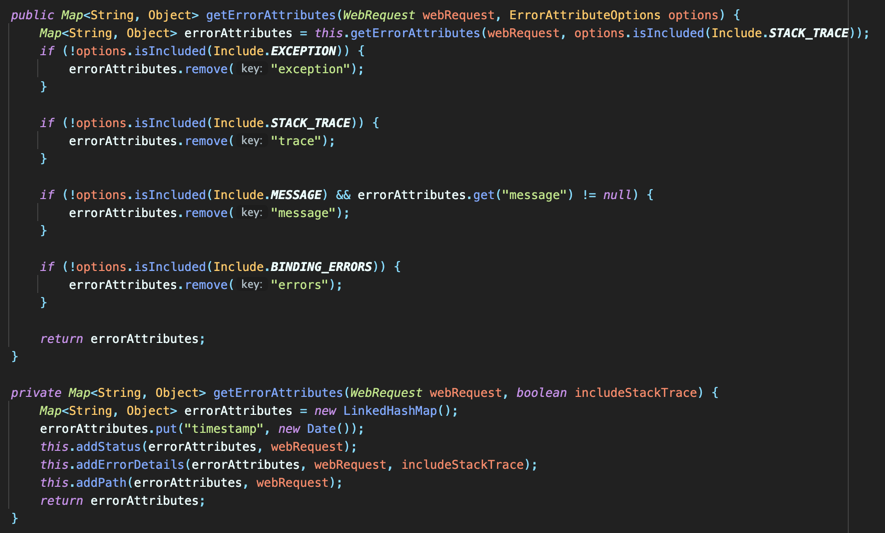 public Map<String, Object> getErrorAttributes(WebRequest webRequest, ErrorAttributeOptions options) {
    Map<String, Object> errorAttributes = this.getErrorAttributes(webRequest, options.isIncluded(Include.STACK_TRACE));
    if (!options.isIncluded(Include.EXCEPTION)) {
        errorAttributes.remove( key: "exception");
    }

    if (!options.isIncluded(Include.STACK_TRACE)) {
        errorAttributes.remove( key: "trace");
    }

    if (!options.isIncluded(Include.MESSAGE) && errorAttributes.get("message") != null) {
        errorAttributes.remove( key: "message");
    }

    if (!options.isIncluded(Include.BINDING_ERRORS)) {
        errorAttributes.remove( key: "errors");
    }

    return errorAttributes;
}

private Map<String, Object> getErrorAttributes(WebRequest webRequest, boolean includeStackTrace) {
    Map<String, Object> errorAttributes = new LinkedHashMap();
    errorAttributes.put("timestamp", new Date());
    this.addStatus(errorAttributes, webRequest);
    this.addErrorDetails(errorAttributes, webRequest, includeStackTrace);
    this.addPath(errorAttributes, webRequest);
    return errorAttributes;
}